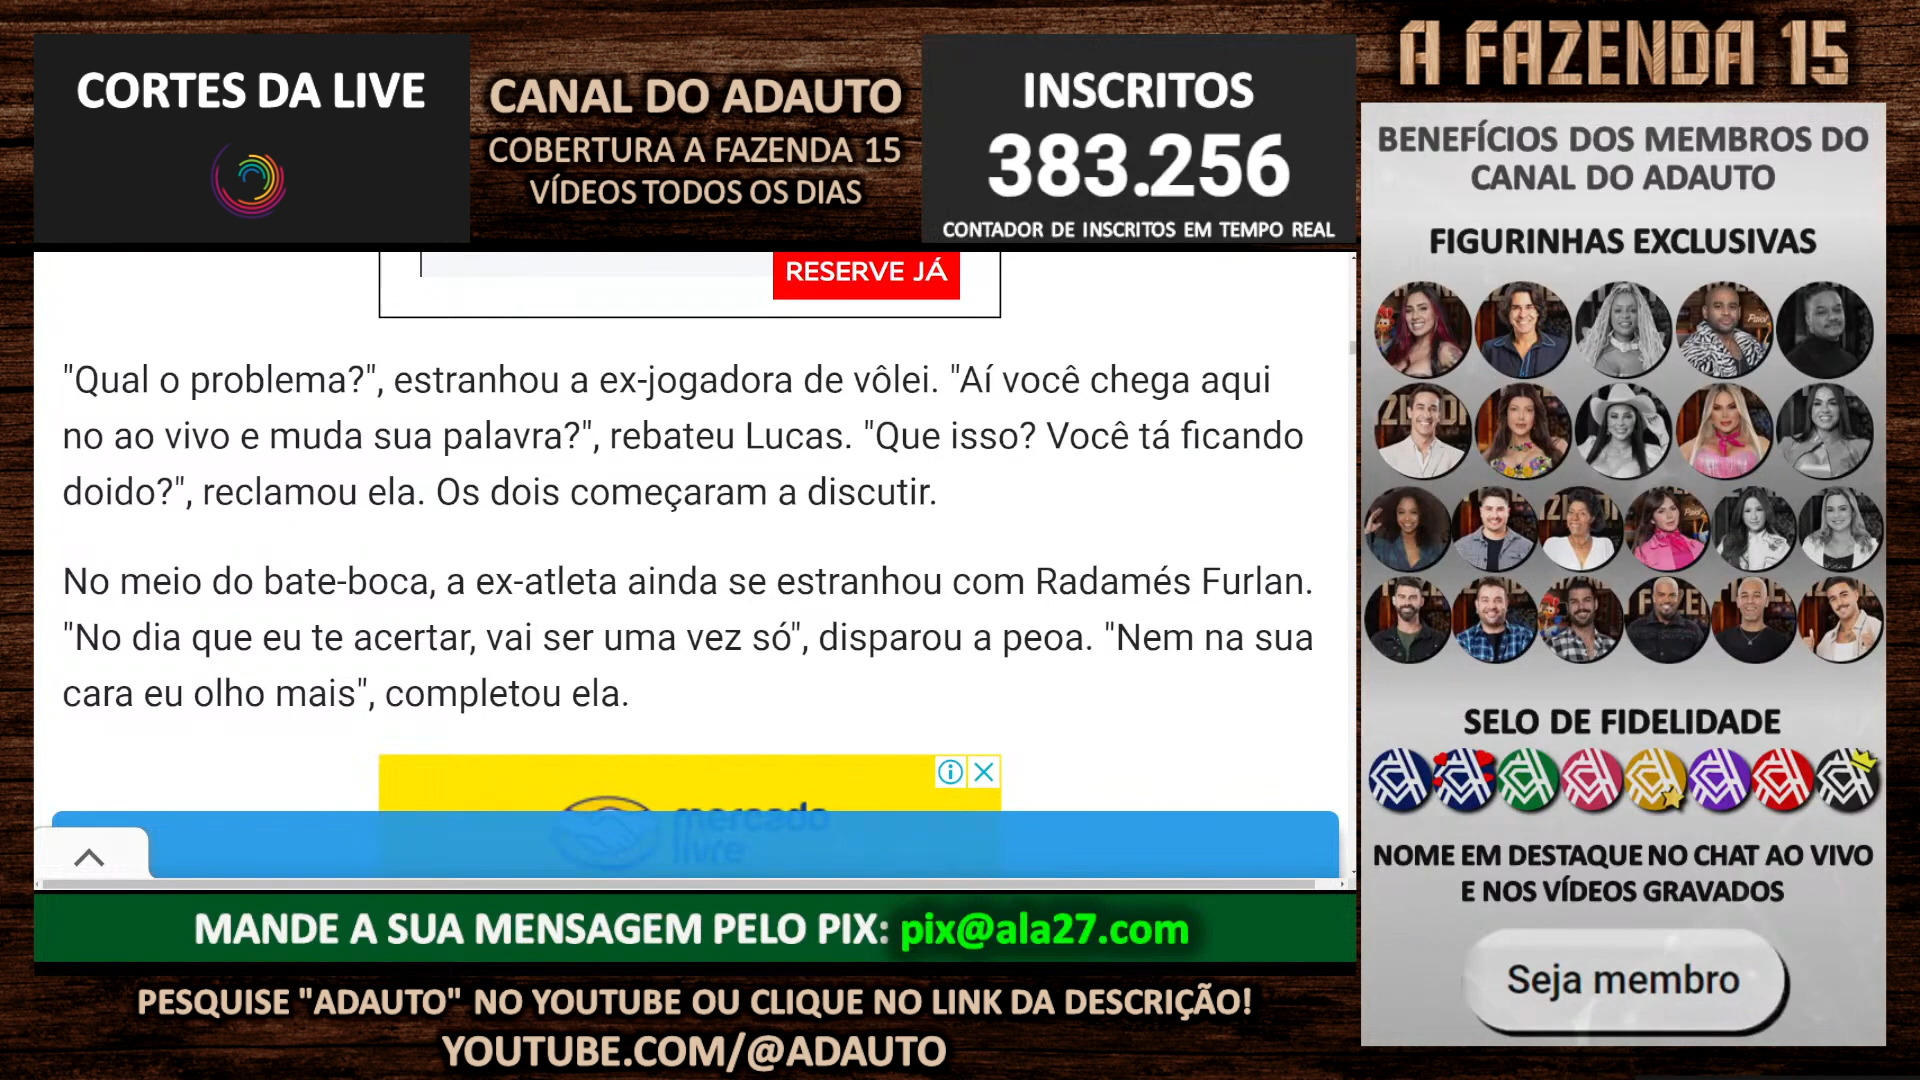 CORTES DA LIVE
CANAL DO ADAUTO
COBERTURA A FAZENDA 15
VÍDEOS TODOS OS DIAS
INSCRITOS
383.256
CONTADOR DE INSCRITOS EM TEMPO REAL
A FAZENDA 15
RESERVE JÁ
"Qual o problema?", estranhou a ex-jogadora de vôlei. "Aí você chega aqui
no ao vivo e muda sua palavra?", rebateu Lucas. "Que isso? Você tá ficando
doido?", reclamou ela. Os dois começaram a discutir.
No meio do bate-boca, a ex-atleta ainda se estranhou com Radamés Furlan.
"No dia que eu te acertar, vai ser uma vez só", disparou a peoa. "Nem na sua
cara eu olho mais", completou ela.
mercado
livre
MANDE A SUA MENSAGEM PELO PIX: pix@ala27.com
PESQUISE "ADAUTO" NO YOUTUBE OU CLIQUE NO LINK DA DESCRIÇÃO!
YOUTUBE.COM/@ADAUTO
BENEFÍCIOS DOS MEMBROS DO
CANAL DO ADAUTO
FIGURINHAS EXCLUSIVAS
SELO DE FIDELIDADE
NOME EM DESTAQUE NO CHAT AO VIVO
E NOS VÍDEOS GRAVADOS
Seja membro